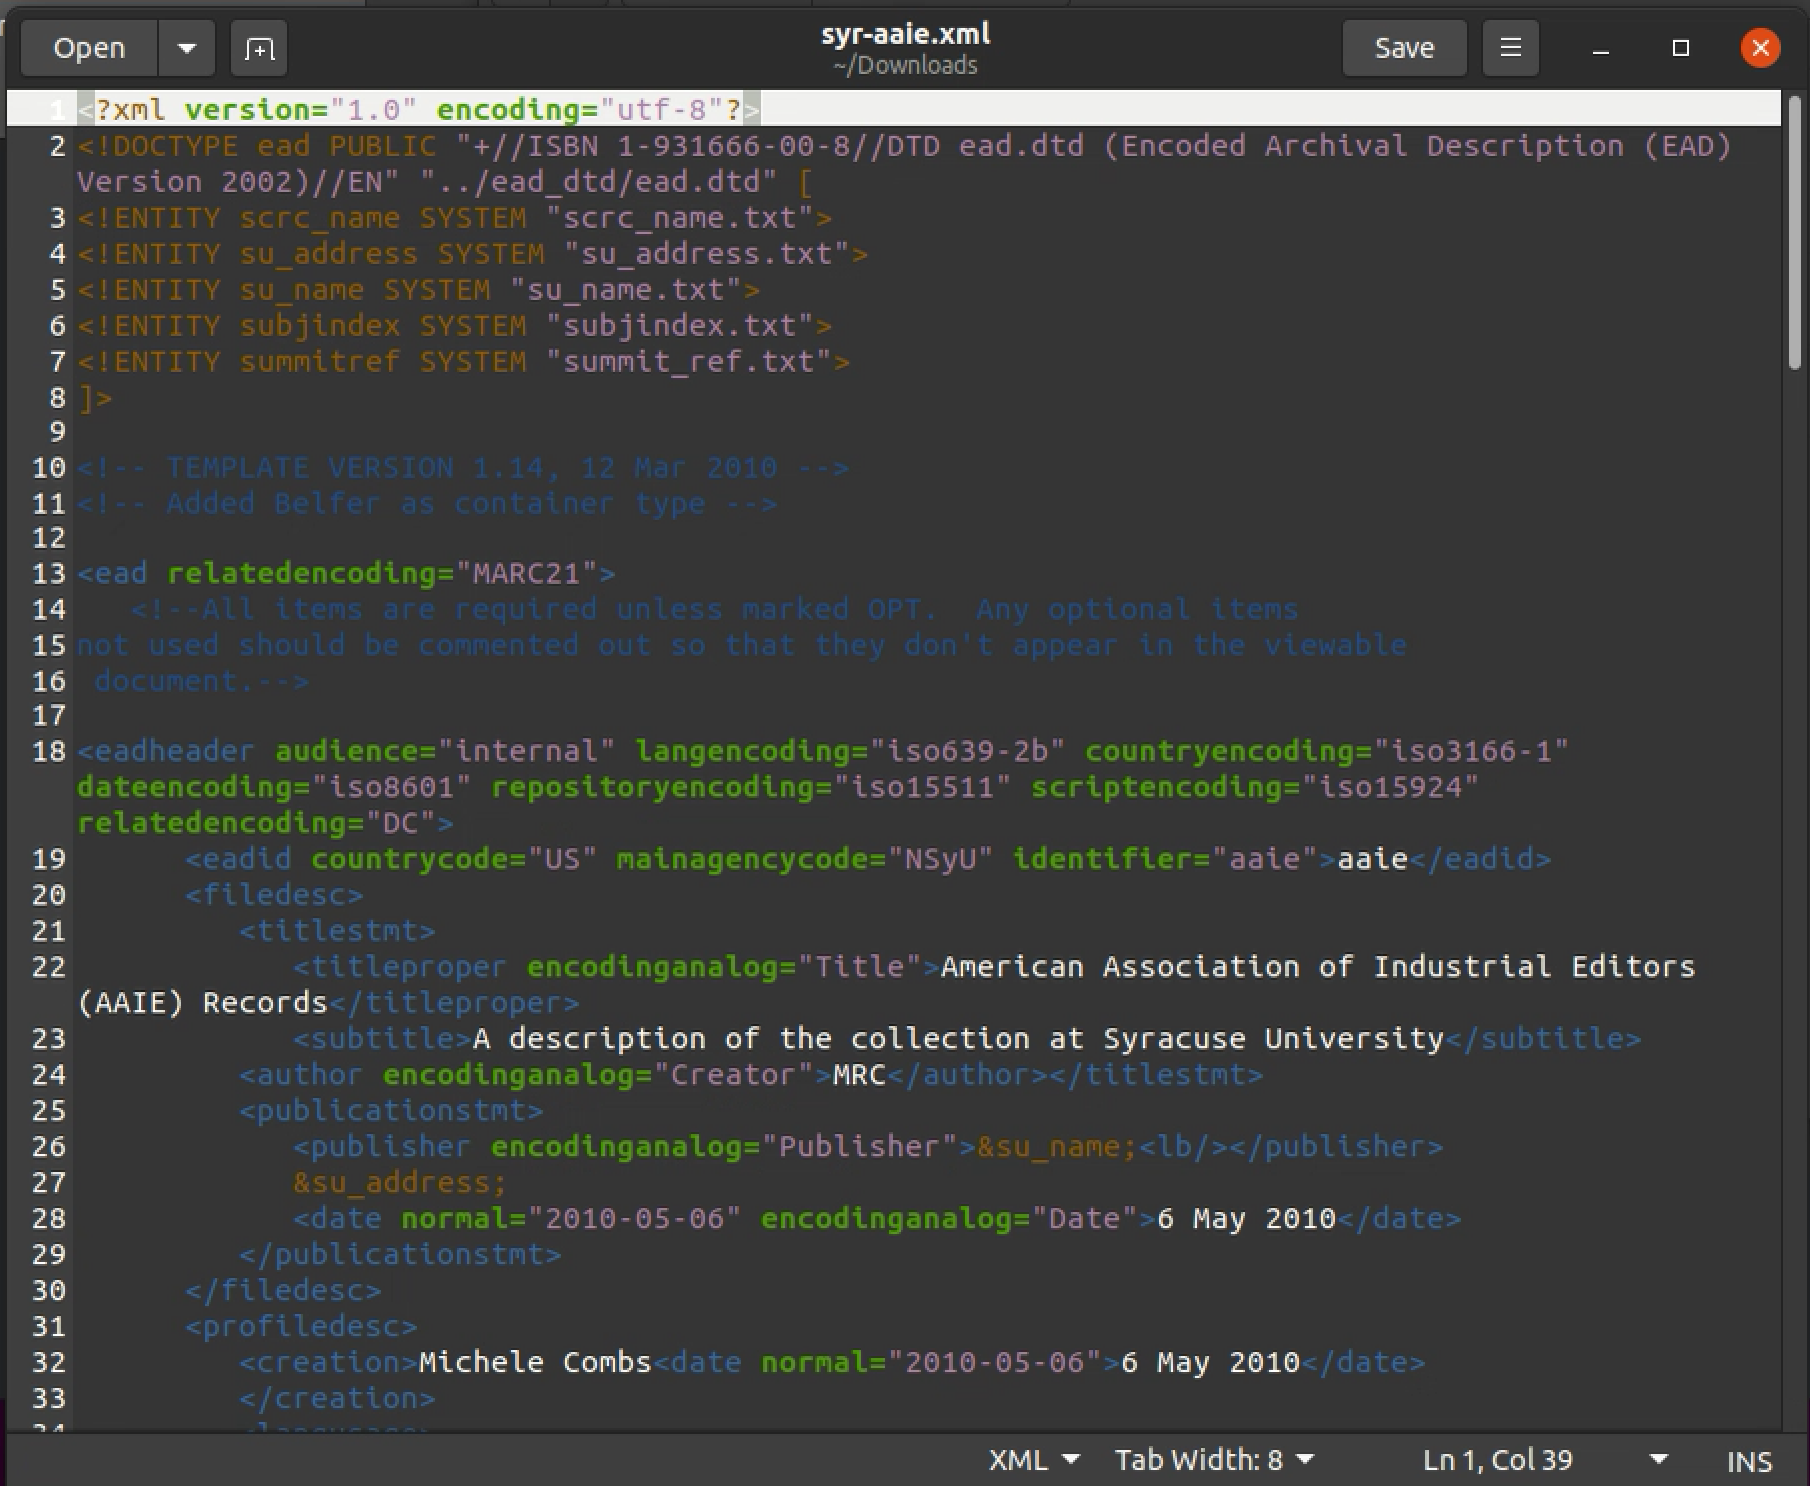 Open
syr-aaie.xml
~/Downloads
Save
1 <?xml version="1.0" encoding="utf-8"?>
2 <!DOCTYPE ead PUBLIC "+//ISBN 1-931666-00-8//DTD ead.dtd (Encoded Archival Description (EAD)
Version 2002)//EN" "../ead_dtd/ead.dtd" [
3 <!ENTITY scrc_name SYSTEM "scrc_name.txt">
4 <!ENTITY su_address SYSTEM "su_address.txt">
5 <!ENTITY su_name SYSTEM "su_name.txt">
6 <!ENTITY subjindex SYSTEM "subjindex.txt">
7 <!ENTITY summitref SYSTEM "summit_ref.txt">
8 ]>
9
10 <!-- TEMPLATE VERSION 1.14, 12 Mar 2010 -->
11 <!-- Added Belfer as container type -->
12
13 <ead relatedencoding="MARC21">
14 <!--All items are required unless marked OPT.  Any optional items
15 not used should be commented out so that they don't appear in the viewable
16 document.-->
17
18 <eadheader audience="internal" langencoding="iso639-2b" countryencoding="iso3166-1"
dateencoding="iso8601" repositoryencoding="iso15511" scriptencoding="iso15924"
relatedencoding="DC">
19 <eadid countrycode="US" mainagencycode="NSyU" identifier="aaie">aaie</eadid>
20 <filedesc>
21 <titlestmt>
22 <titleproper encodinganalog="Title">American Association of Industrial Editors
(AAIE) Records</titleproper>
23 <subtitle>A description of the collection at Syracuse University</subtitle>
24 <author encodinganalog="Creator">MRC</author></titlestmt>
25 <publicationstmt>
26 <publisher encodinganalog="Publisher">&su_name;<lb/></publisher>
27 &su_address;
28 <date normal="2010-05-06" encodinganalog="Date">6 May 2010</date>
29 </publicationstmt>
30 </filedesc>
31 <profiledesc>
32 <creation>Michele Combs<date normal="2010-05-06">6 May 2010</date>
33 </creation>
XML Tab Width: 8 Ln 1, Col 39 INS